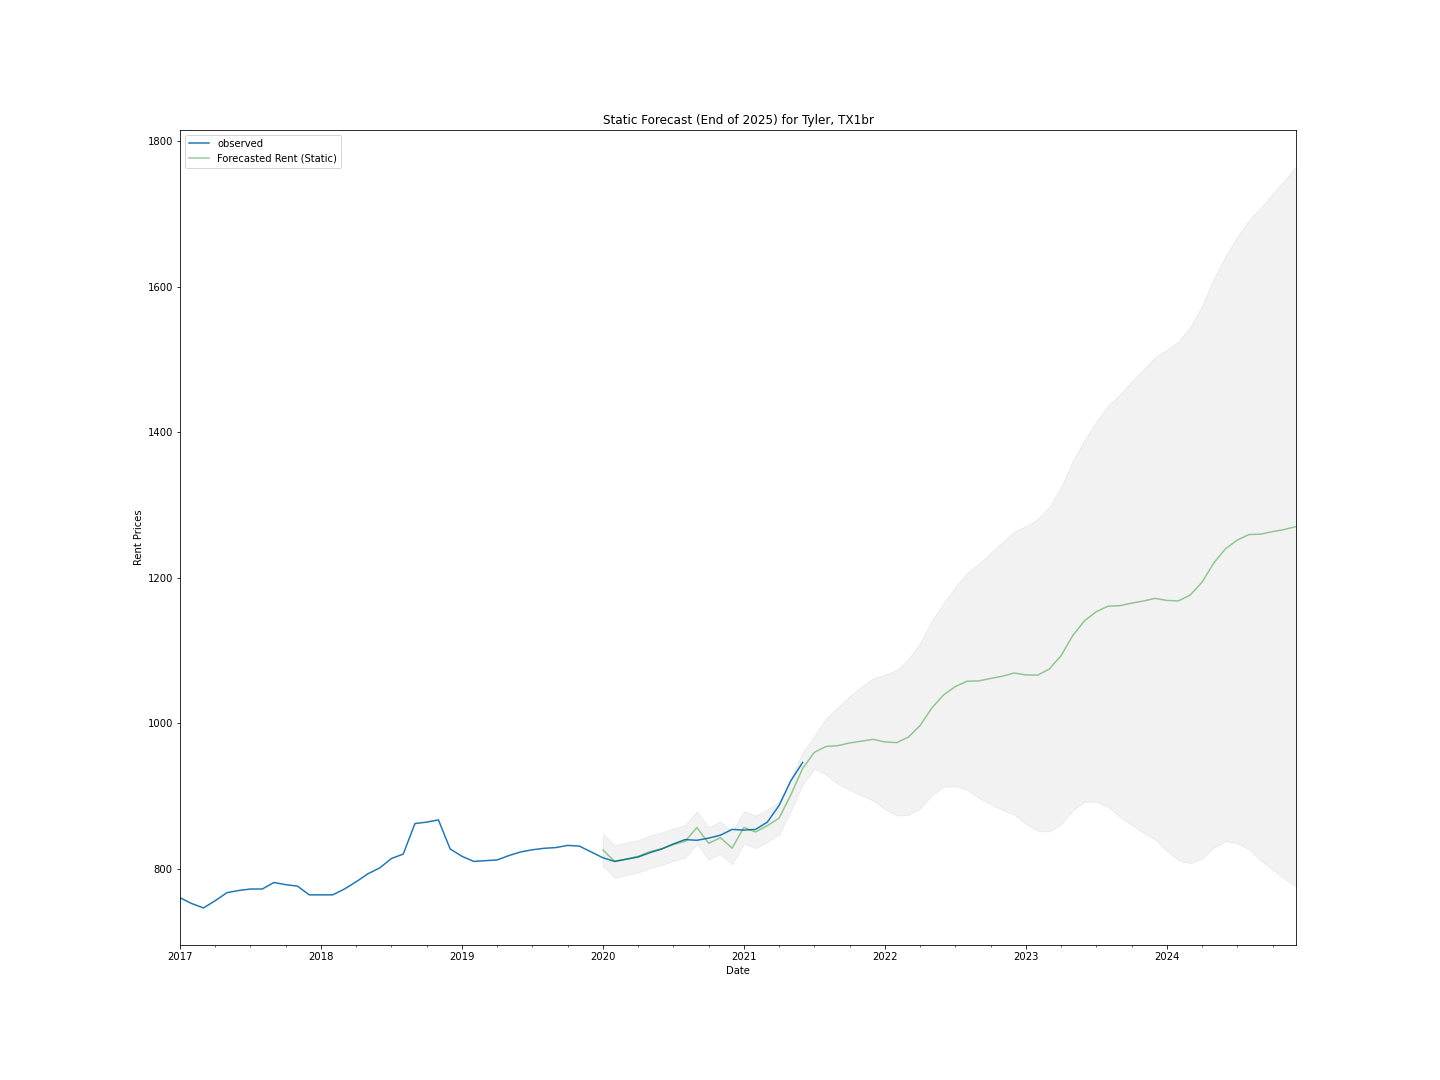 Static Forecast (End of 2025) for Tyler, TX1br
observed
Forecasted Rent (Static)
1800
1600
1400
1200
1000
800
Rent Prices
2017 2018 2019 2020 2021 2022 2023 2024
Date